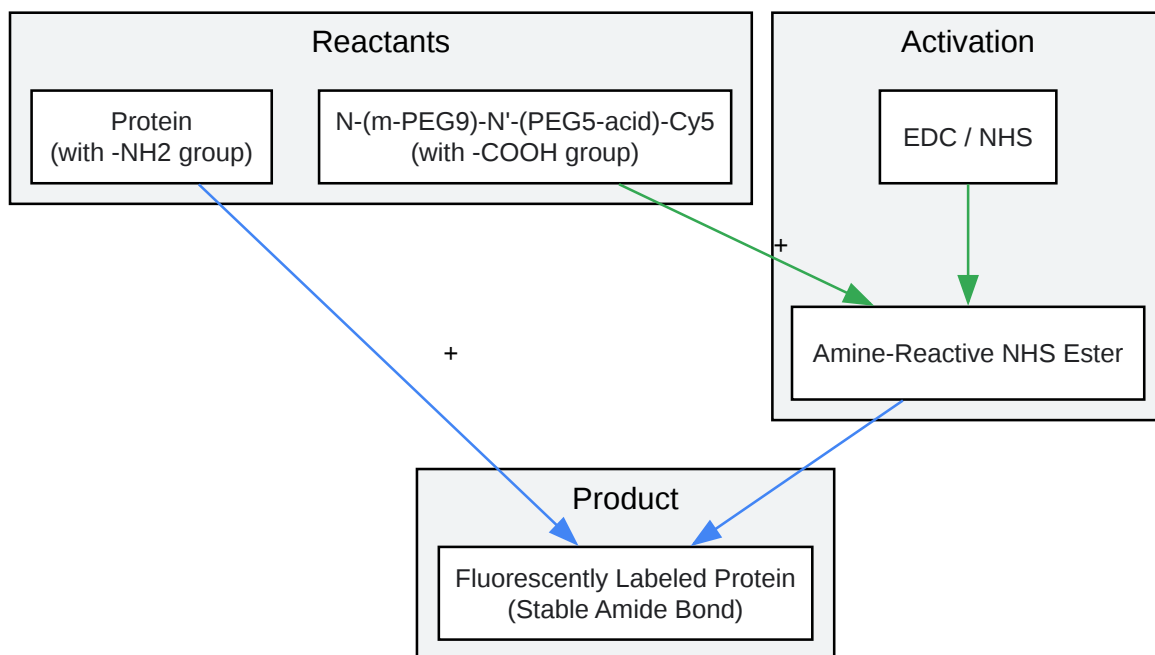 Reactants
Activation
Protein
(with -NH2 group)
N-(m-PEG9)-N'-(PEG5-acid)-Cy5
(with -COOH group)
EDC / NHS
+
Amine-Reactive NHS Ester
+
Product
Fluorescently Labeled Protein
(Stable Amide Bond)